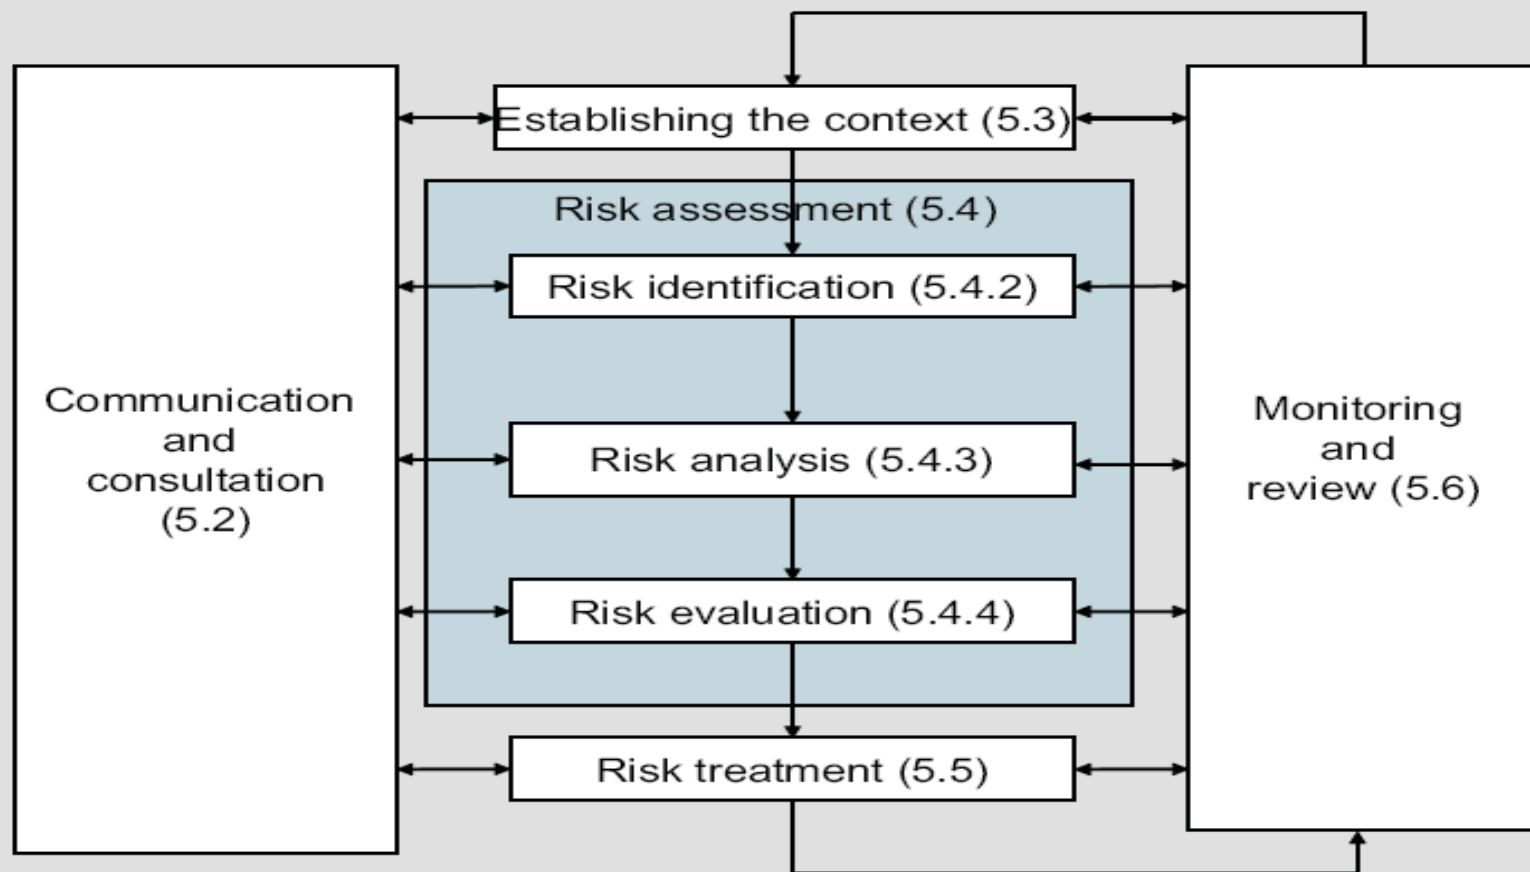 Establishing the context (5.3)
Risk assessment (5.4)
Risk identification (5.4.2)
Communication
and
consultation
(5.2)
Risk analysis (5.4.3)
Monitoring
and
review (5.6)
Risk evaluation (5.4.4)
Risk treatment (5.5)